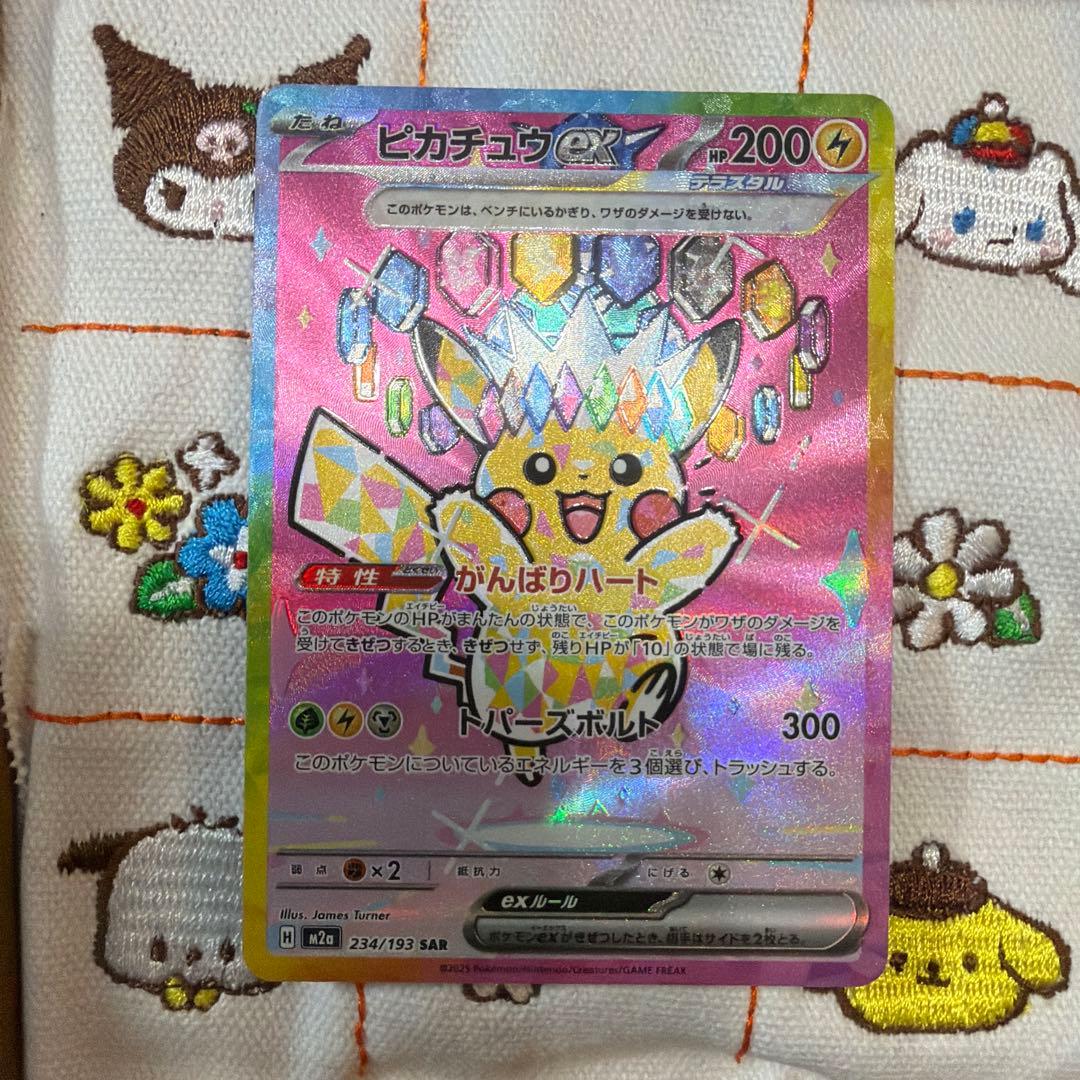 たね ピカチュウex HP200
テラスタル
このポケモンは、ベンチにいるかぎり、ワザのダメージを受けない。
特性 とくせい がんばりハート
このポケモンのHPがまんたんの状態で、このポケモンがワザのダメージを
受けてきぜつするとき、きぜつせず、残りHPが「10」の状態で場に残る。
トパーズボルト 300
このポケモンについているエネルギーを3個選び、トラッシュする。
弱点 ×2 抵抗力 にげる
exルール
ポケモンexがきぜつしたとき、相手はサイドを2枚とる。
Illus. James Turner
H m2a 234/193 SAR
©2025 Pokémon/Nintendo/Creatures/GAME FREAK